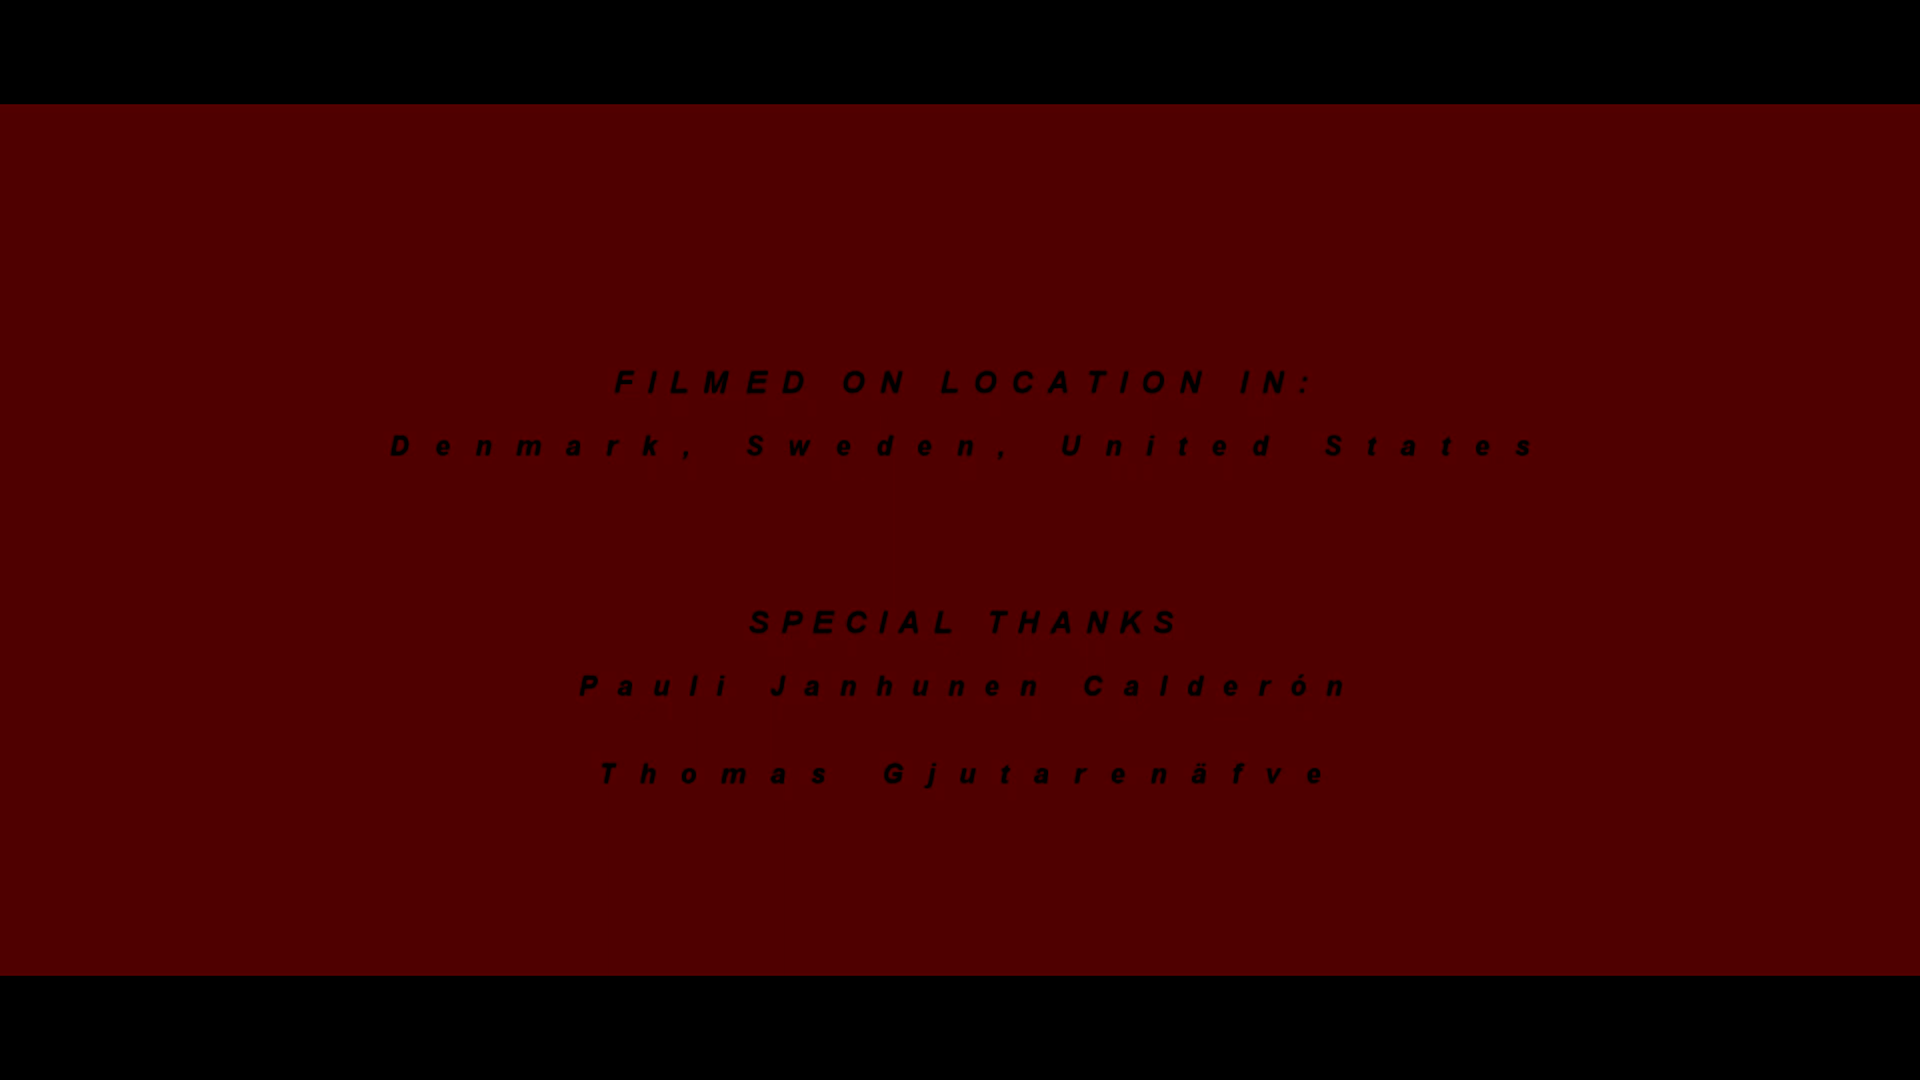 FILMED ON LOCATION IN:
Denmark, Sweden, United States
SPECIAL THANKS
Pauli Janhunen Calderón
Thomas Gjutarenäfve